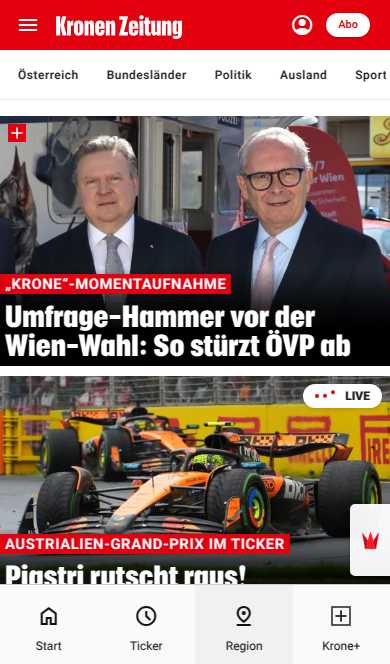 Kronen Zeitung
Abo
Österreich Bundesländer Politik Ausland Sport
„KRONE“-MOMENTAUFNAHME
Umfrage-Hammer vor der
Wien-Wahl: So stürzt ÖVP ab
LIVE
AUSTRALIEN-GRAND-PRIX IM TICKER
Piastri rutscht raus!
Start Ticker Region Krone+